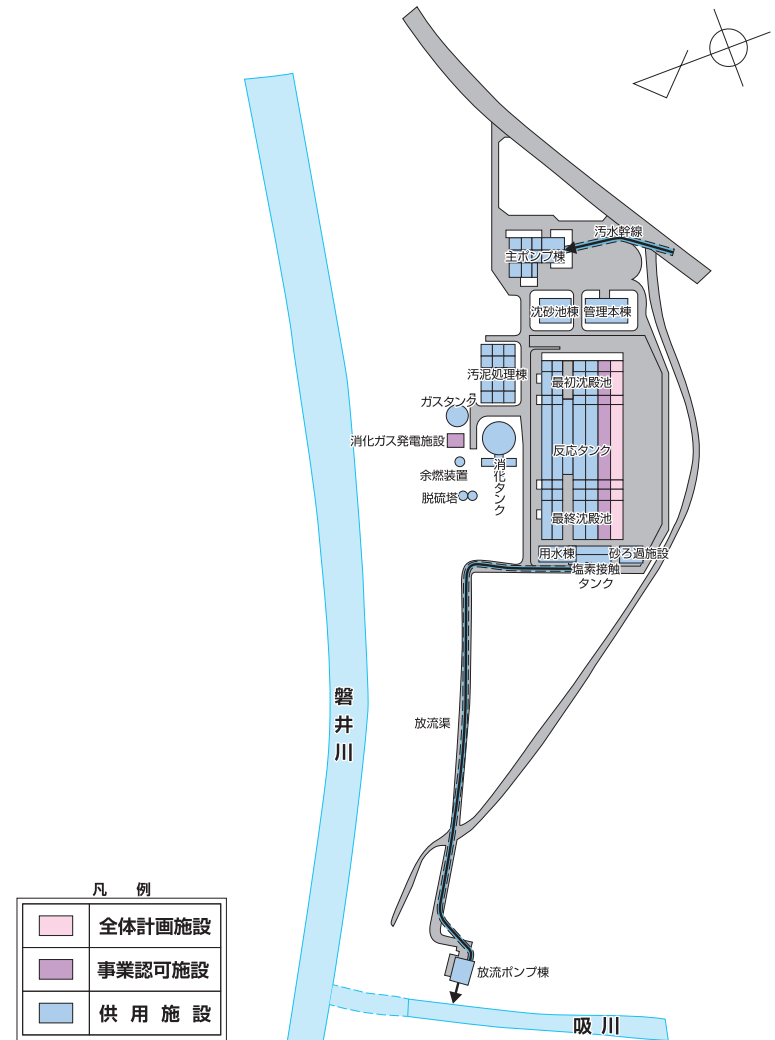 汚水幹線
主ポンプ棟
沈砂池棟
管理本棟
汚泥処理棟
最初沈殿池
ガスタンク
消化ガス発電施設
反応タンク
余燃装置
消化タンク
脱硫塔
最終沈殿池
用水棟
砂ろ過施設
塩素接触
タンク
磐井川
放流渠
凡 例
全体計画施設
事業認可施設
供用施設
放流ポンプ棟
吸川